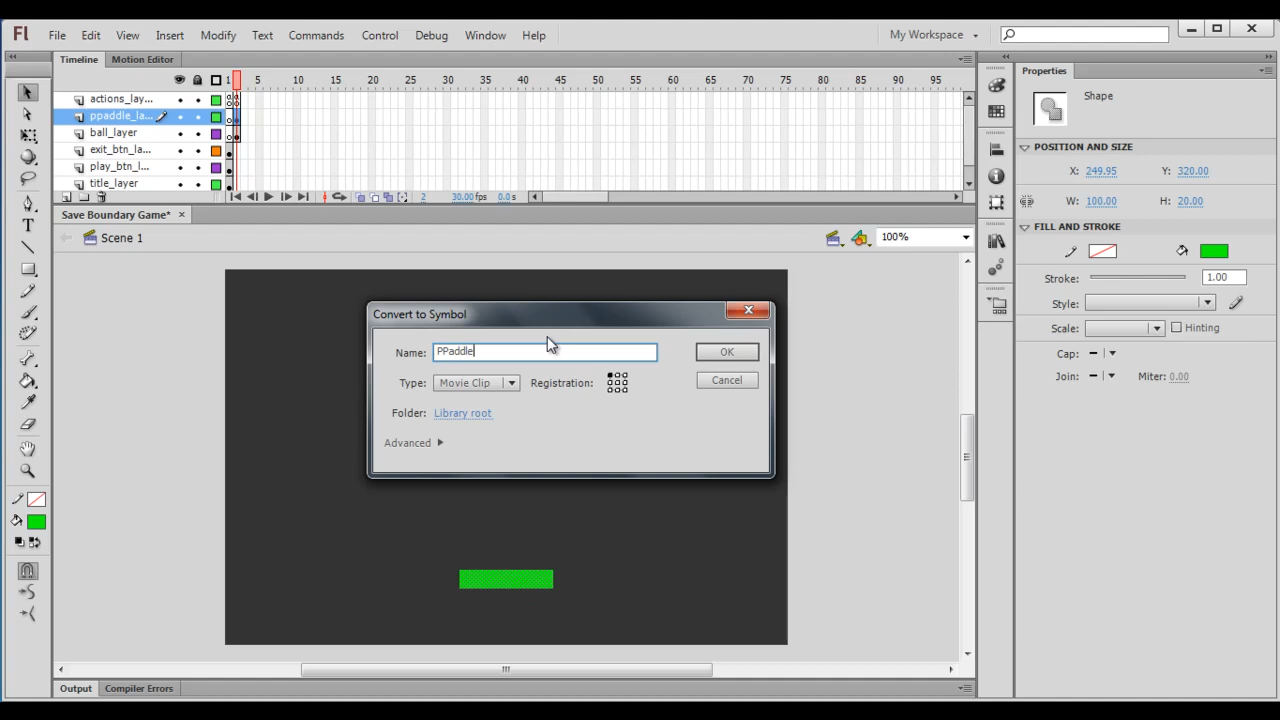 Fl File Edit View Insert Modify Text Commands Control Debug Window Help My Workspace
Timeline Motion Editor
1 5 10 15 20 25 30 35 40 45 50 55 60 65 70 75 80 85 90 95
actions_lay...
ppaddle_la...
ball_layer
exit_btn_la...
play_btn_l...
title_layer
2 30.00 fps 0.0 s
Save Boundary Game*
Scene 1 100%
Convert to Symbol
Name: PPaddle OK
Type: Movie Clip Registration: Cancel
Folder: Library root
Advanced
Output Compiler Errors
Properties
Shape
POSITION AND SIZE
X: 249.95 Y: 320.00
W: 100.00 H: 20.00
FILL AND STROKE
Stroke: 1.00
Style:
Scale: Hinting
Cap:
Join: Miter: 0.00